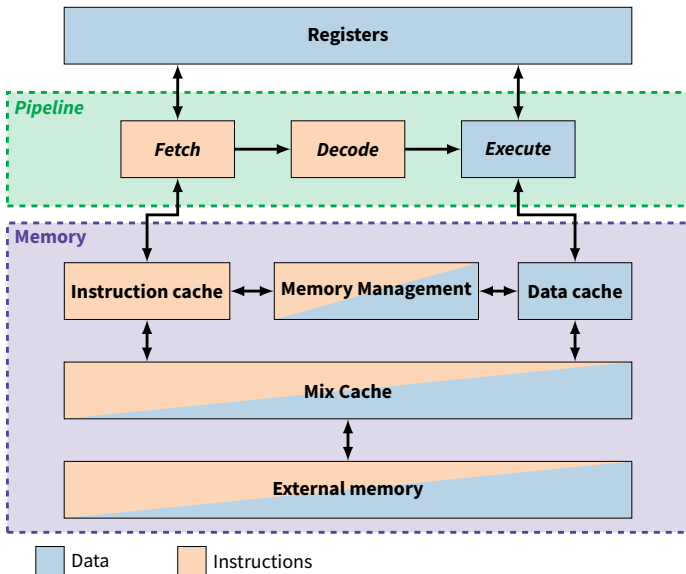 Registers
Pipeline
Fetch
Decode
Execute
Memory
Instruction cache
Memory Management
Data cache
Mix Cache
External memory
Data
Instructions